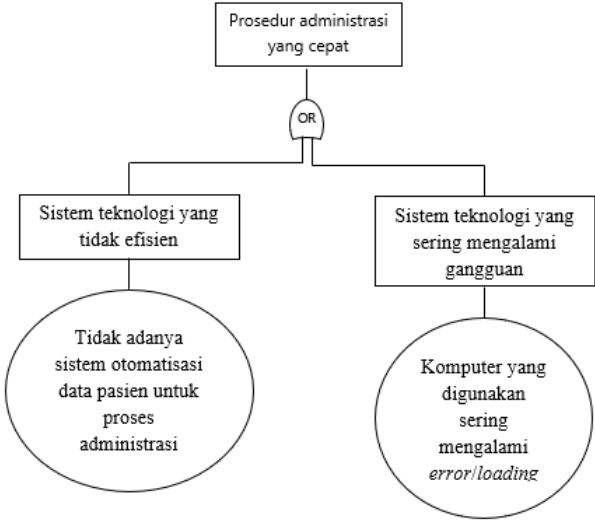 Prosedur administrasi
yang cepat
OR
Sistem teknologi yang
tidak efisien
Sistem teknologi yang
sering mengalami
gangguan
Tidak adanya
sistem otomatisasi
data pasien untuk
proses
administrasi
Komputer yang
digunakan
sering
mengalami
error/loading